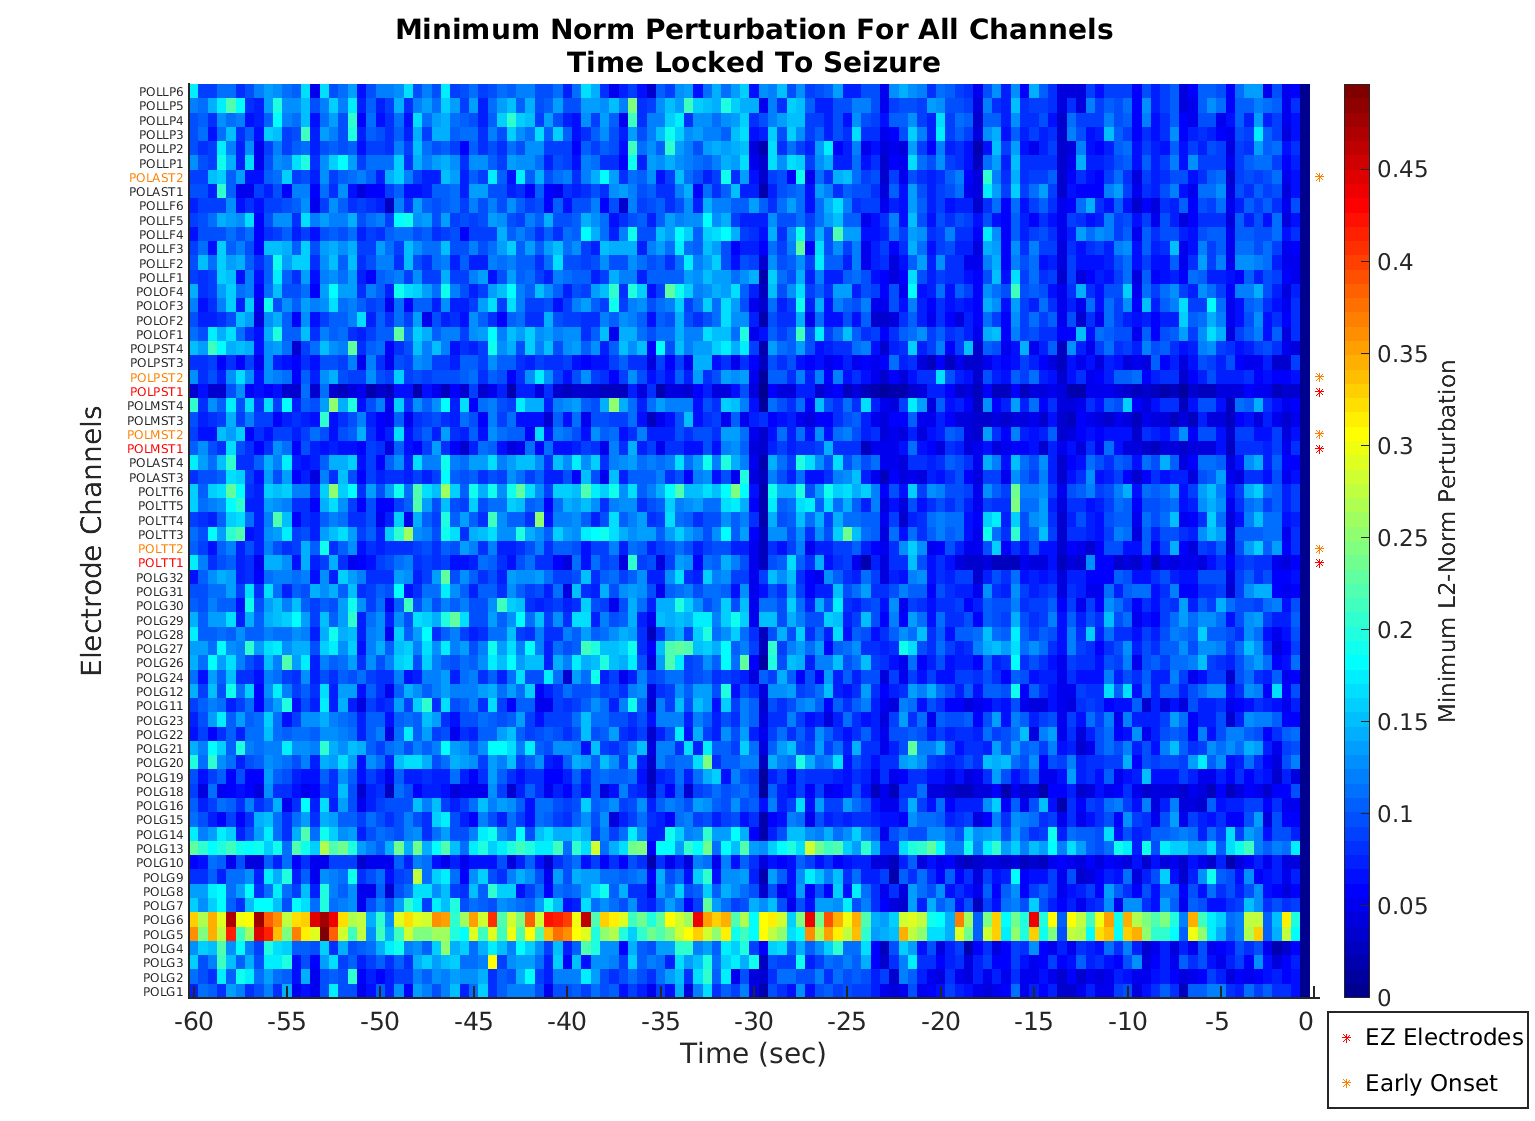 Minimum Norm Perturbation For All Channels
Time Locked To Seizure
Electrode Channels
POLLP6
POLLP5
POLLP4
POLLP3
POLLP2
POLLP1
POLAST2
POLAST1
POLLF6
POLLF5
POLLF4
POLLF3
POLLF2
POLLF1
POLOF4
POLOF3
POLOF2
POLOF1
POLPST4
POLPST3
POLPST2
POLPST1
POLMST4
POLMST3
POLMST2
POLMST1
POLAST4
POLAST3
POLTT6
POLTT5
POLTT4
POLTT3
POLTT2
POLTT1
POLG32
POLG31
POLG30
POLG29
POLG28
POLG27
POLG26
POLG24
POLG12
POLG11
POLG23
POLG22
POLG21
POLG20
POLG19
POLG18
POLG16
POLG15
POLG14
POLG13
POLG10
POLG9
POLG8
POLG7
POLG6
POLG5
POLG4
POLG3
POLG2
POLG1
-60 -55 -50 -45 -40 -35 -30 -25 -20 -15 -10 -5 0
Time (sec)
0.45
0.4
0.35
0.3
0.25
0.2
0.15
0.1
0.05
0
Minimum L2-Norm Perturbation
EZ Electrodes
Early Onset